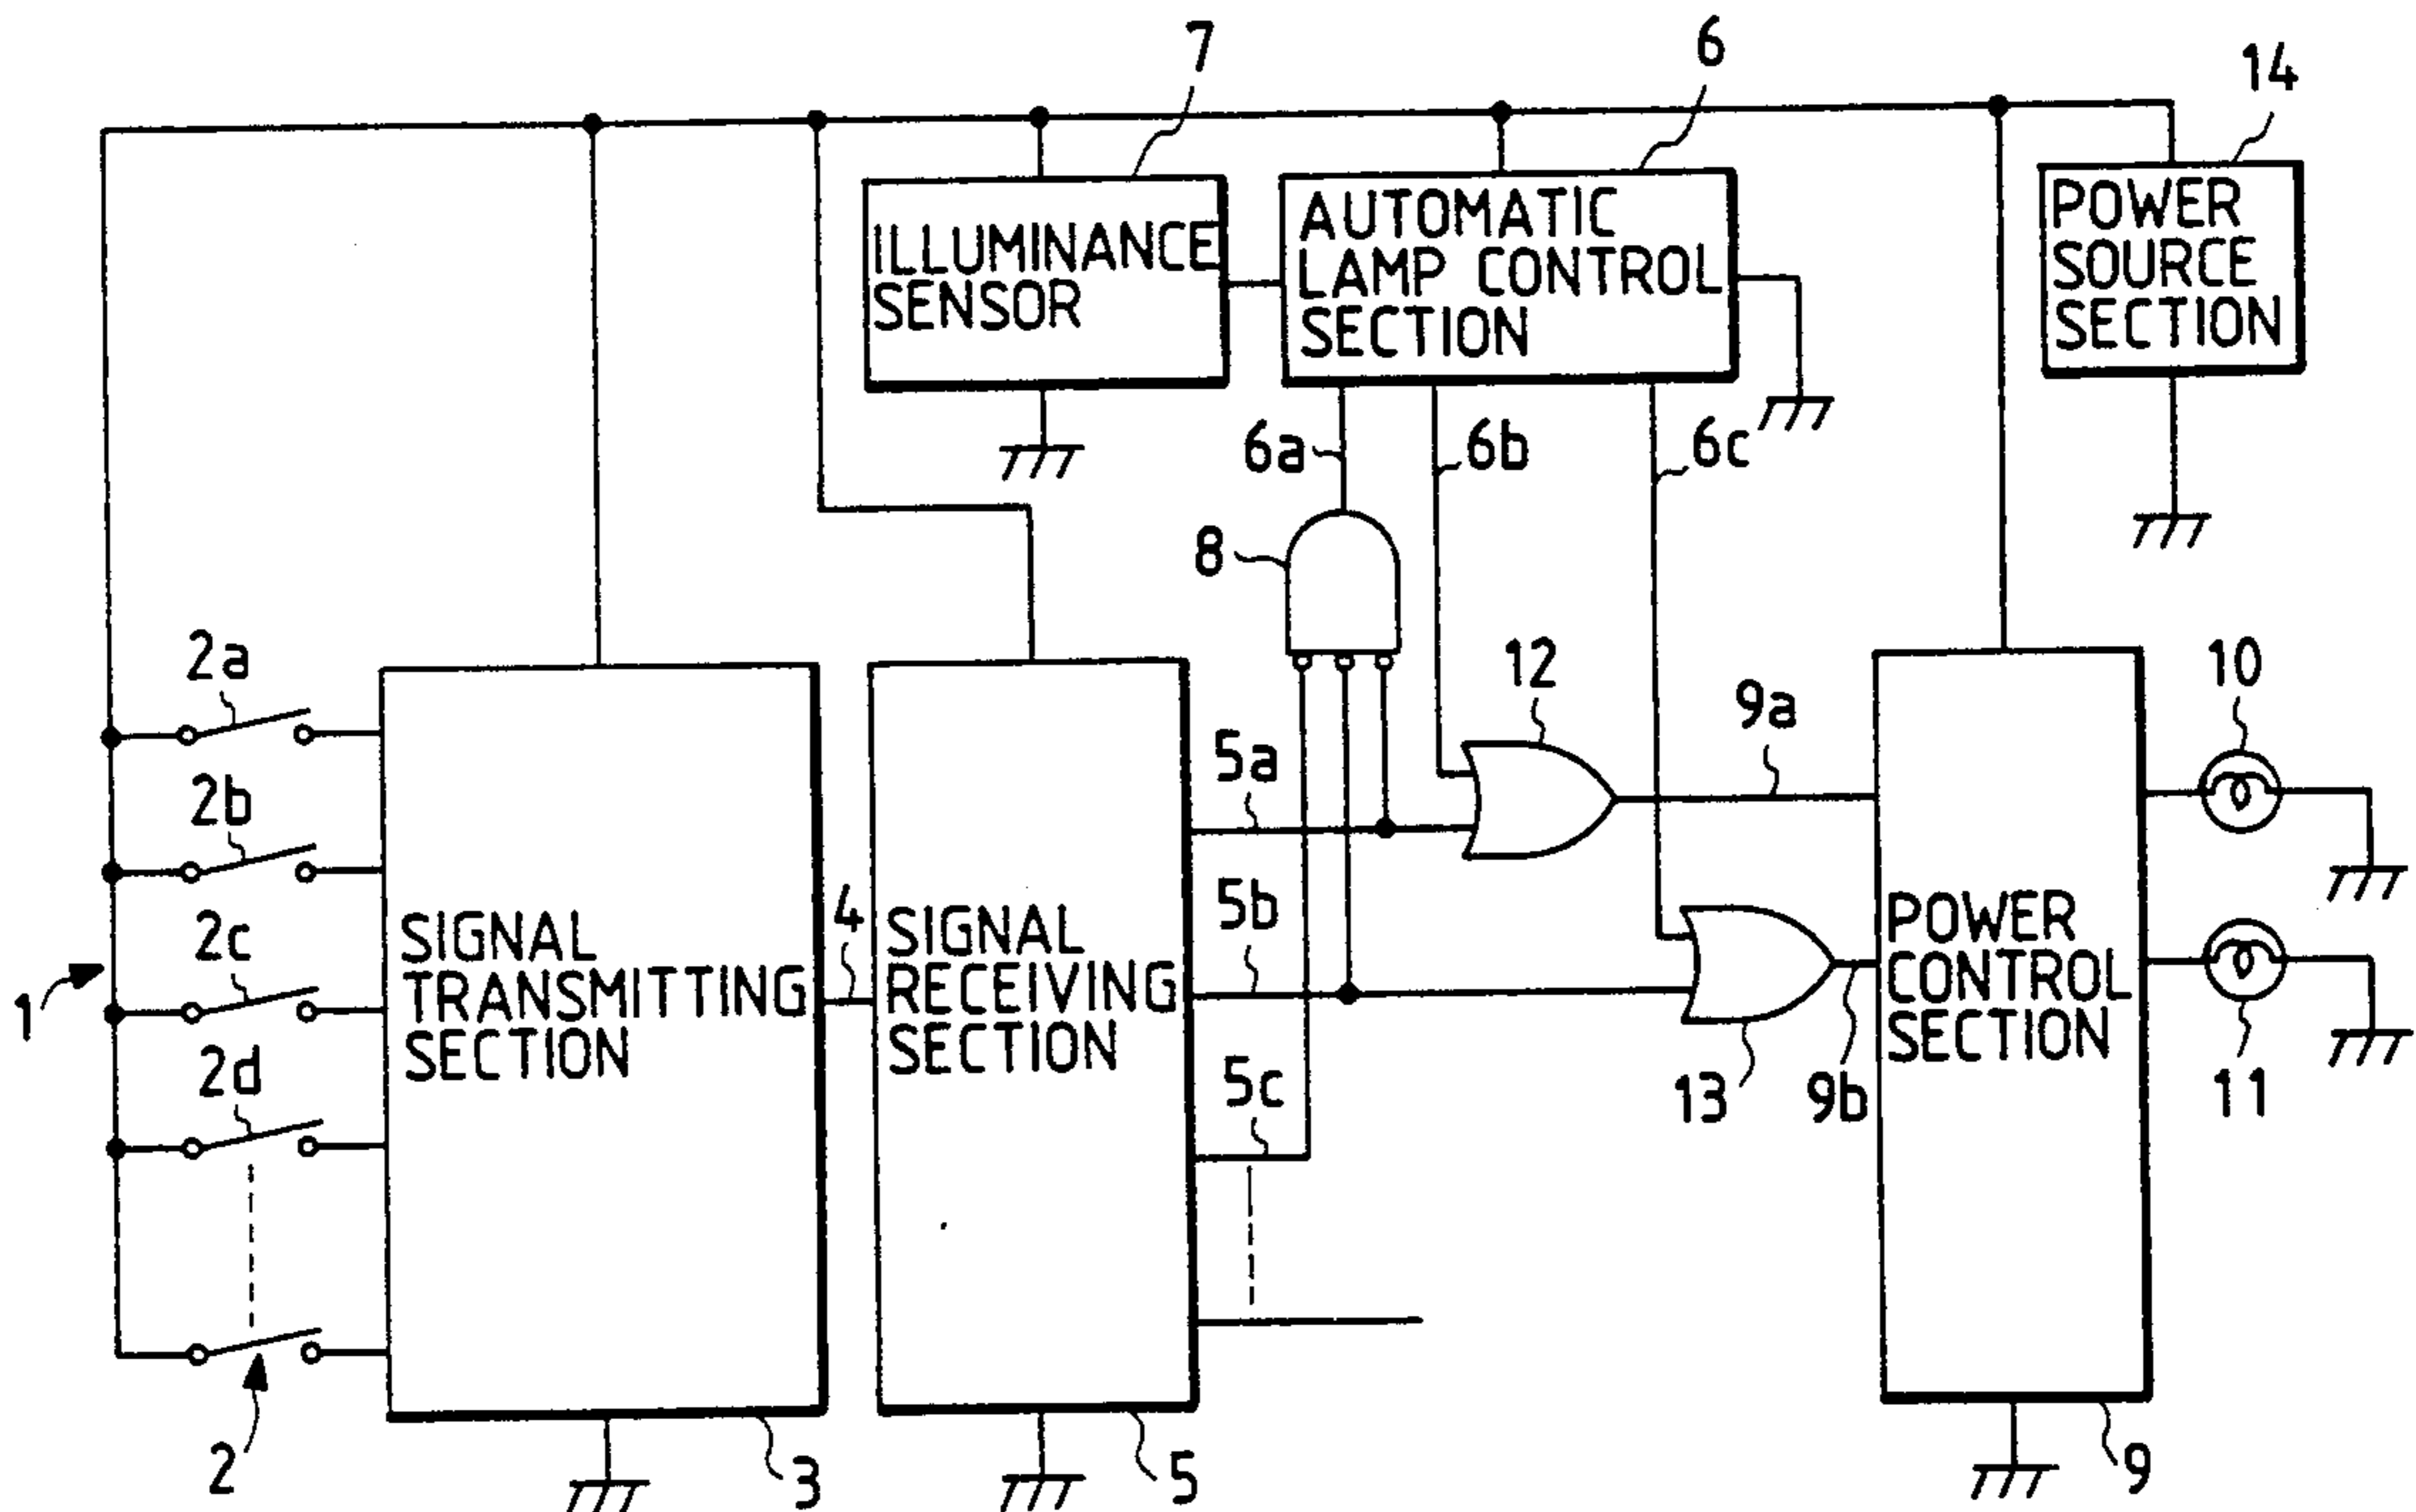 7
6
14
ILLUMINANCE
SENSOR
AUTOMATIC
LAMP CONTROL
SECTION
POWER
SOURCE
SECTION
6a
6b
6c
8
2a
12
10
9a
5a
2b
2c
4
5b
SIGNAL
TRANSMITTING
SECTION
SIGNAL
RECEIVING
SECTION
POWER
CONTROL
SECTION
1
2d
5c
13
9b
11
2
3
5
9